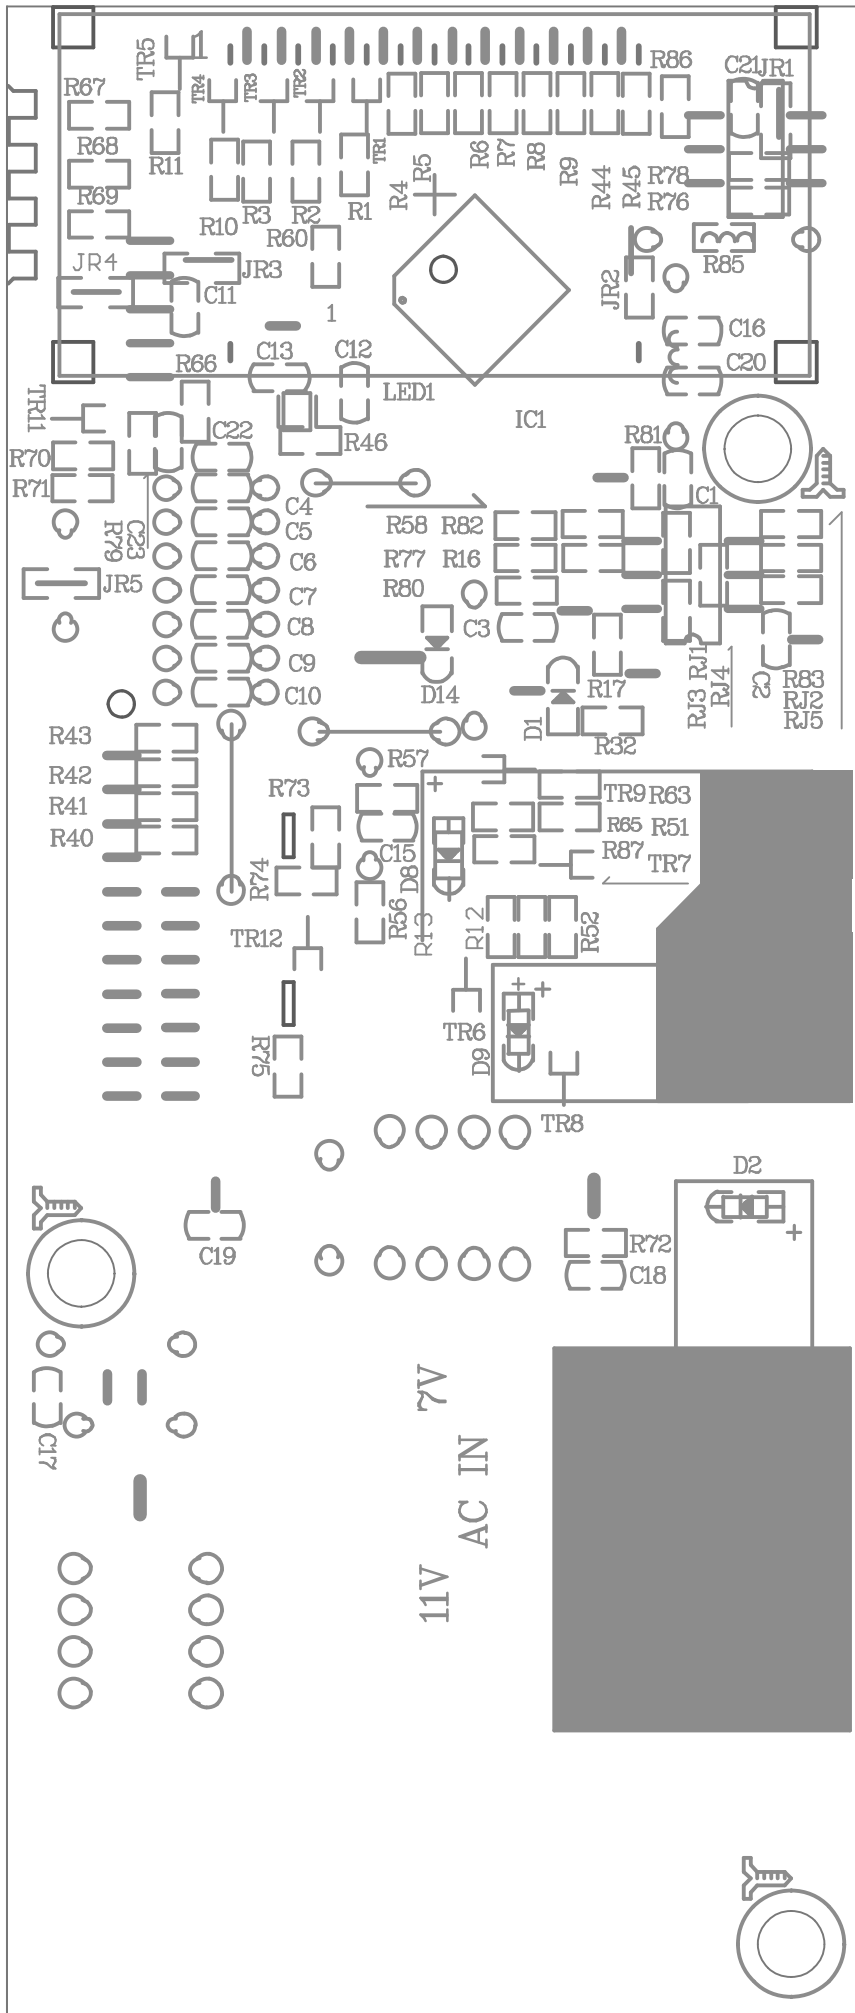 TR5
1
R67
R68
R69
R11
TR4
TR3
TR2
TR1
R10
R3
R2
R1
R60
R4
R5
R6
R7
R8
R9
R44
R45
R86
C21
JR1
R78
R76
R85
JR4
JR3
C11
1
JR2
C16
C20
R66
C13
C12
LED1
IC1
TR11
R70
R71
C22
R46
R79
C23
C4
C5
C6
C7
C8
C9
C10
JR5
R81
C1
R58
R82
R77
R16
R80
C3
D14
D1
R17
R32
RJ1
RJ3
RJ4
C2
R83
RJ2
RJ5
R43
R42
R41
R40
R73
R57
R74
C15
D8
R56
R13
R12
TR12
R75
TR9
R63
R65
R51
R87
TR7
R52
TR6
D9
TR8
D2
C19
R72
C18
C17
7V
AC IN
11V